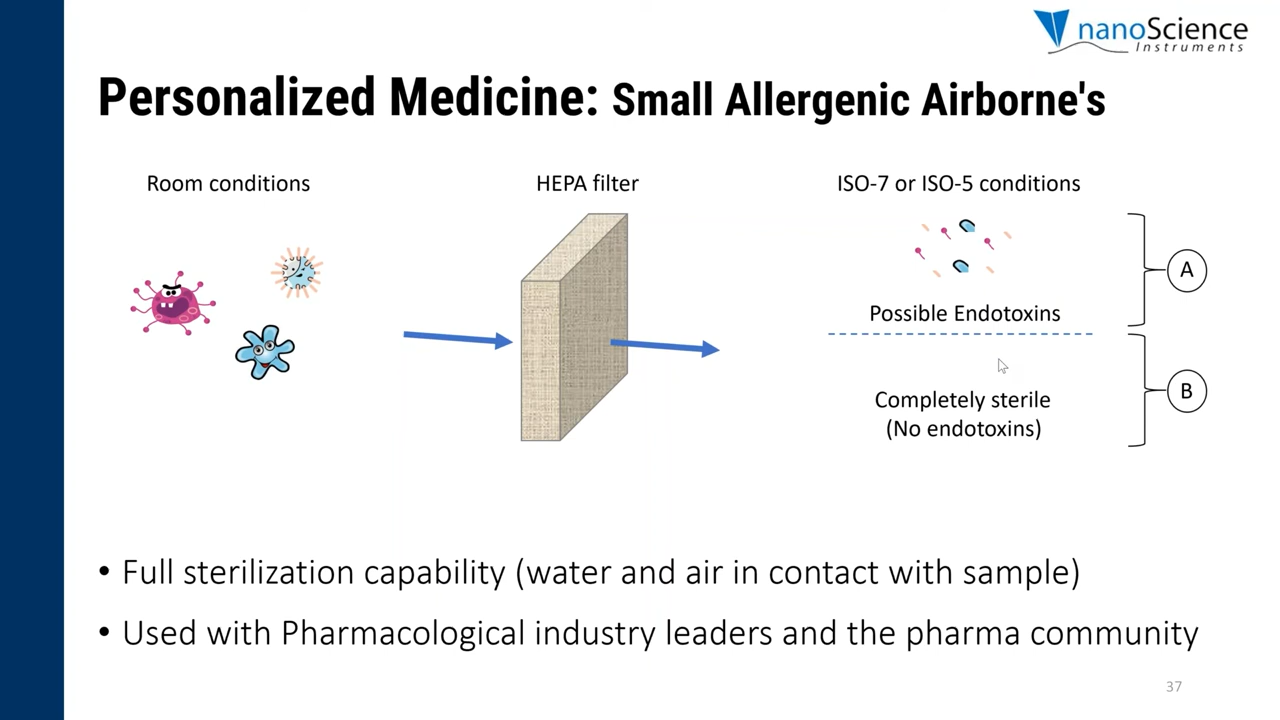 nanoScience
Instruments
Personalized Medicine: Small Allergenic Airborne's
Room conditions
HEPA filter
ISO-7 or ISO-5 conditions
A
Possible Endotoxins
B
Completely sterile
(No endotoxins)
• Full sterilization capability (water and air in contact with sample)
• Used with Pharmacological industry leaders and the pharma community
37